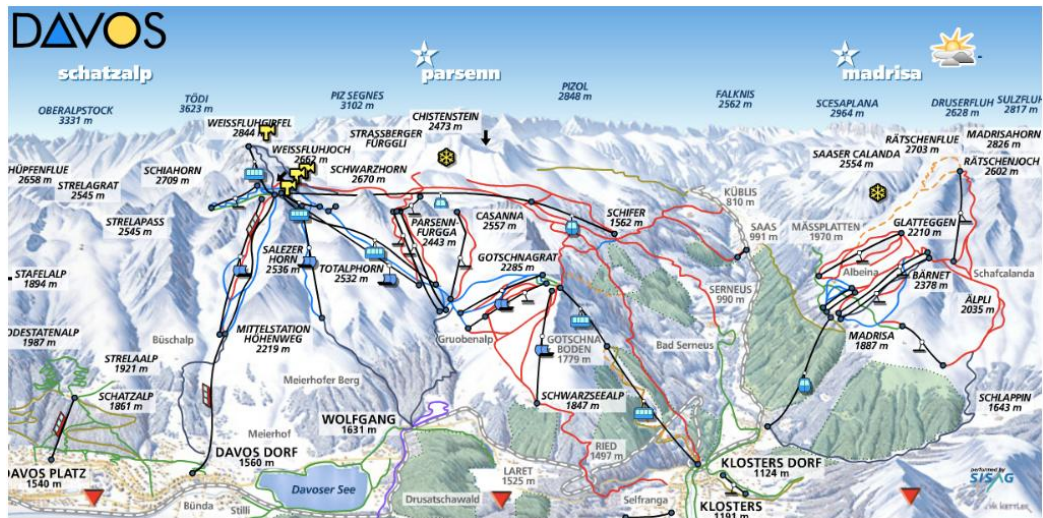 DAVOS
schatzalp
parsenn
madrisa
OBERALPSTOCK
3331 m
TÖDI
3623 m
PIZ SEGNES
3102 m
PIZOL
2848 m
FALKNIS
2562 m
SCESAPLANA
2964 m
DRUSERFLUH
2628 m
SULZFLUH
2817 m
WEISSFLUHGIPFEL
2844
CHISTENSTEIN
2473 m
STRASSBERGER
FÜRGGLI
MADRISAHORN
2826 m
RÄTSCHENFLUE
2703 m
WEISSFLUHJOCH
2662 m
SAASER CALANDA
2554 m
RÄTSCHENJOCH
2602 m
HÜPFENFLUE
2658 m
SCHIAHORN
2709 m
SCHWARZHORN
2670 m
STRELAGRAT
2545 m
KÜBLIS
810 m
STRELAPASS
2545 m
PARSENN
FURGGA
2443 m
CASANNA
2557 m
SCHIFER
1562 m
SAAS
991 m
MÄSSPLATTEN
1970 m
GLATTEGGEN
2210 m
SALEZER
HORN
2536 m
TOTALPHORN
2532 m
GOTSCHNAGRAT
2285 m
Albeina
BÄRNET
2378 m
Schafcalanda
STAFELALP
1894 m
SERNEUS
990 m
ÄLPLI
2035 m
ODESTATENALP
1987 m
MITTELSTATION
HÖHENWEG
2219 m
Büschalp
Gruobenalp
GOTSCHNA
BODEN
1779 m
Bad Serneus
MADRISA
1887 m
STRELAALP
1921 m
Meierhofer Berg
SCHATZALP
1861 m
SCHWARZSEEALP
1847 m
SCHLAPPIN
1643 m
WOLFGANG
1631 m
Meierhof
DAVOS DORF
1560 m
RIED
1497 m
DAVOS PLATZ
1540 m
LARET
1525 m
KLOSTERS DORF
1124 m
Davoser See
Drusatschawald
Selfranga
KLOSTERS
1191 m
Bünda
Stilli
performed by
SISAG